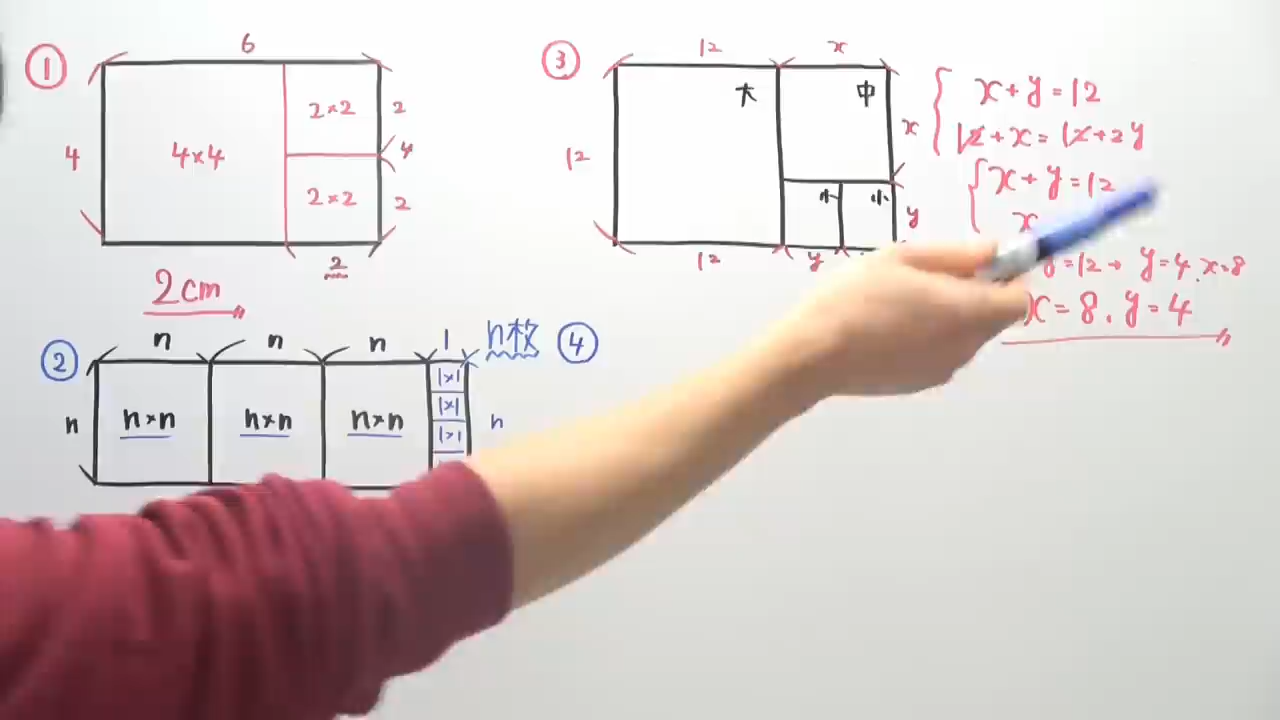 ①
6
4
4×4
2×2
2×2
2
4
2
2
2cm
②
n
n
n
1
n枚
n
n×n
n×n
n×n
1×1
1×1
1×1
n
③
12
x
12
大
中
x
小
小
y
12
y
x+y=12
12+x=12+2y
x+y=12
x
y=12→ y=4.x=8
x=8.y=4
④